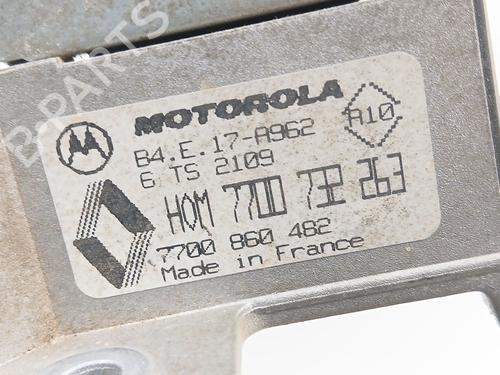 B-PARTS
MOTOROLA
B4.E.17-A962
A10
6 TS 2109
HOM 7700 732 263
7700 860 462
Made in France